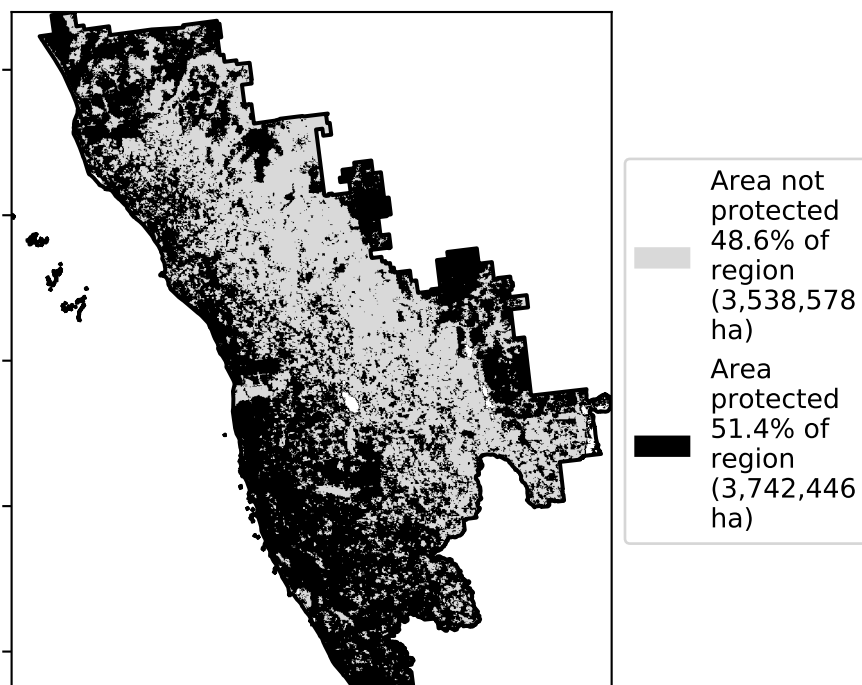 Area not
protected
48.6% of
region
(3,538,578
ha)
Area
protected
51.4% of
region
(3,742,446
ha)